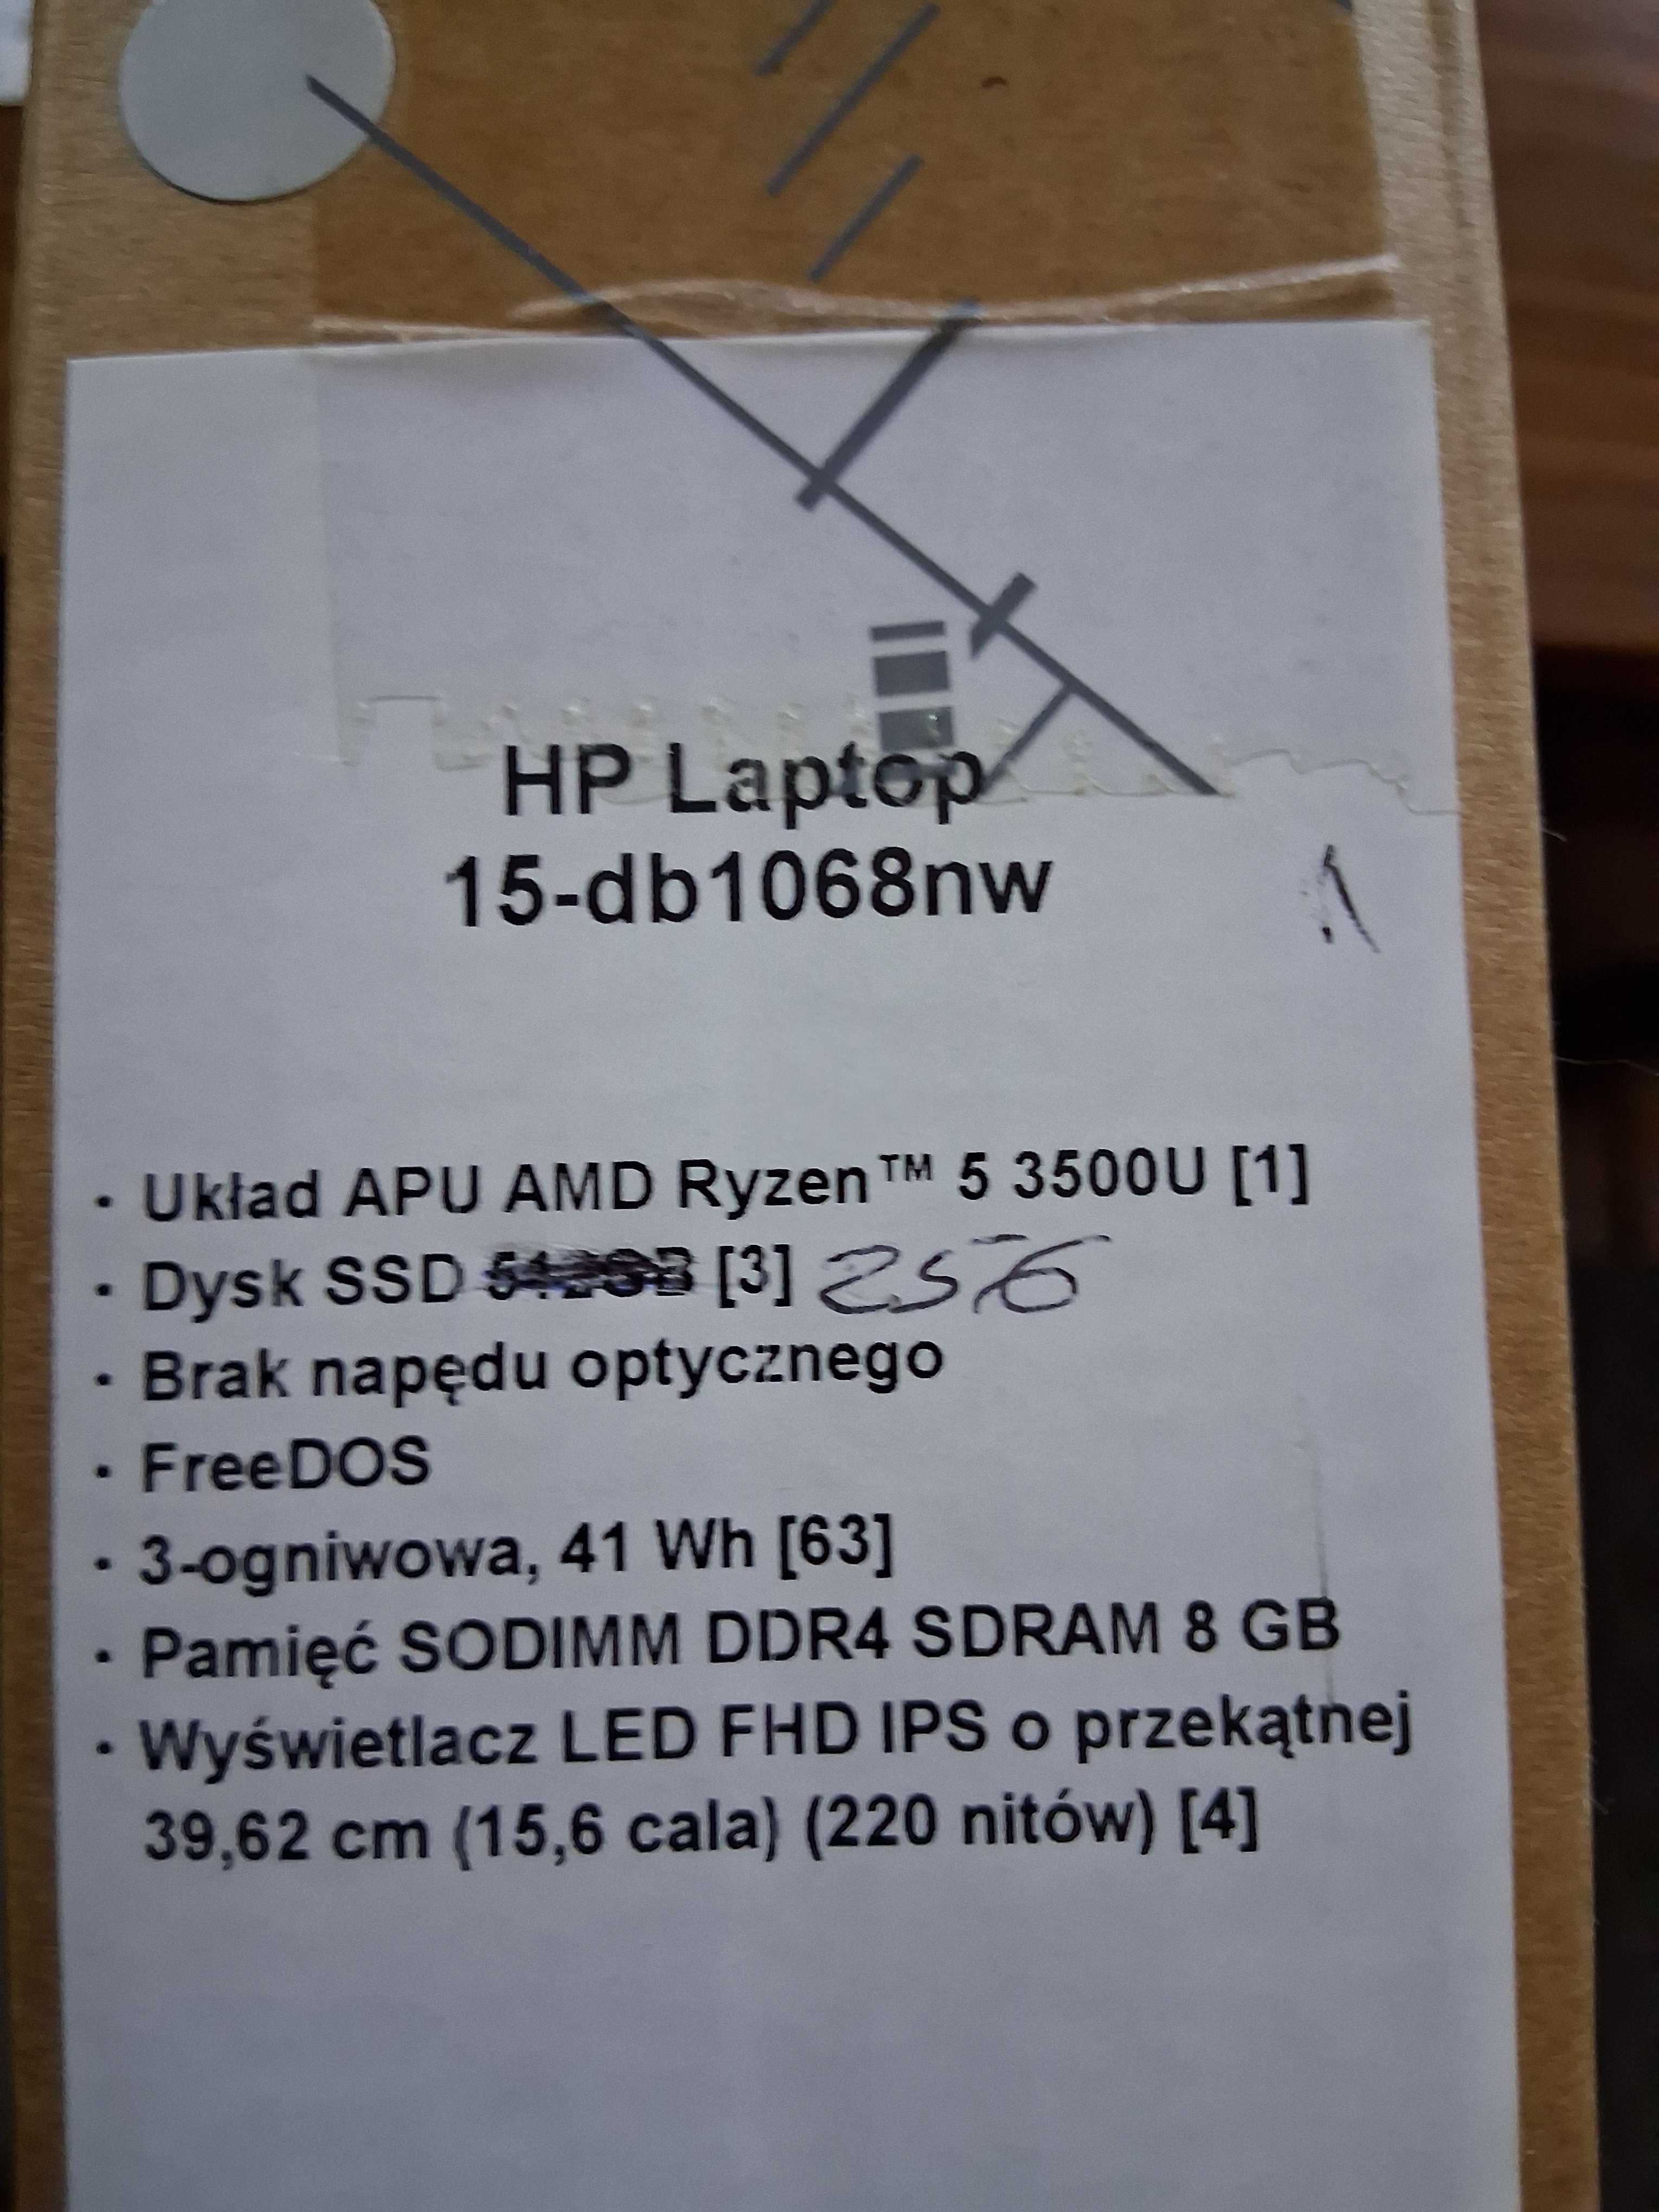 HP Laptop
15-db1068nw
1
• Układ APU AMD Ryzen™ 5 3500U [1]
• Dysk SSD 512GB [3] 256
• Brak napędu optycznego
• FreeDOS
• 3-ogniwowa, 41 Wh [63]
• Pamięć SODIMM DDR4 SDRAM 8 GB
• Wyświetlacz LED FHD IPS o przekątnej
39,62 cm (15,6 cala) (220 nitów) [4]